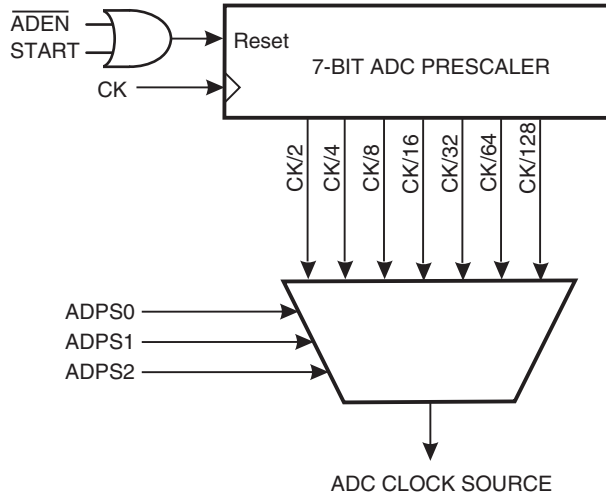 ADEN
START
Reset
7-BIT ADC PRESCALER
CK
CK/2
CK/4
CK/8
CK/16
CK/32
CK/64
CK/128
ADPS0
ADPS1
ADPS2
ADC CLOCK SOURCE